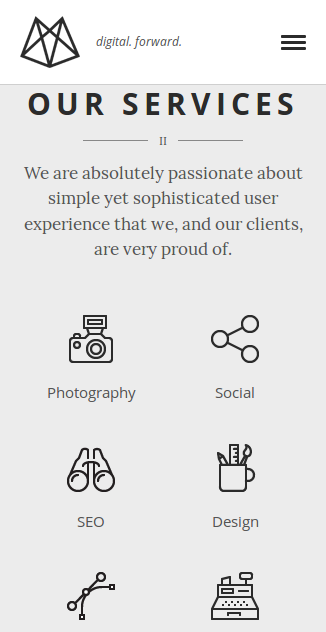 digital. forward.
OUR SERVICES
II
We are absolutely passionate about
simple yet sophisticated user
experience that we, and our clients,
are very proud of.
Photography
Social
SEO
Design